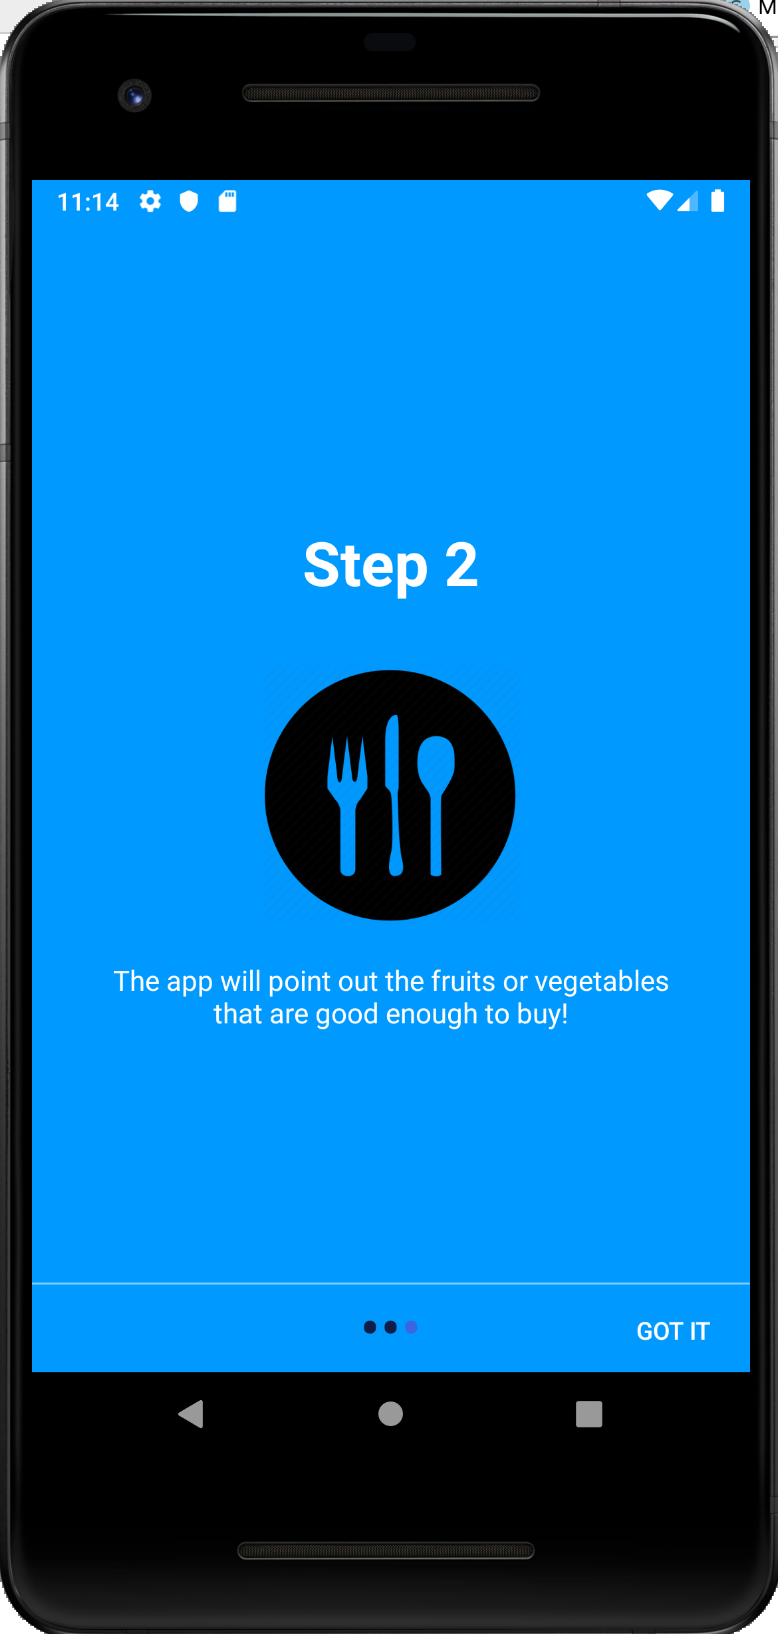 M
11:14
Step 2
The app will point out the fruits or vegetables
that are good enough to buy!
GOT IT